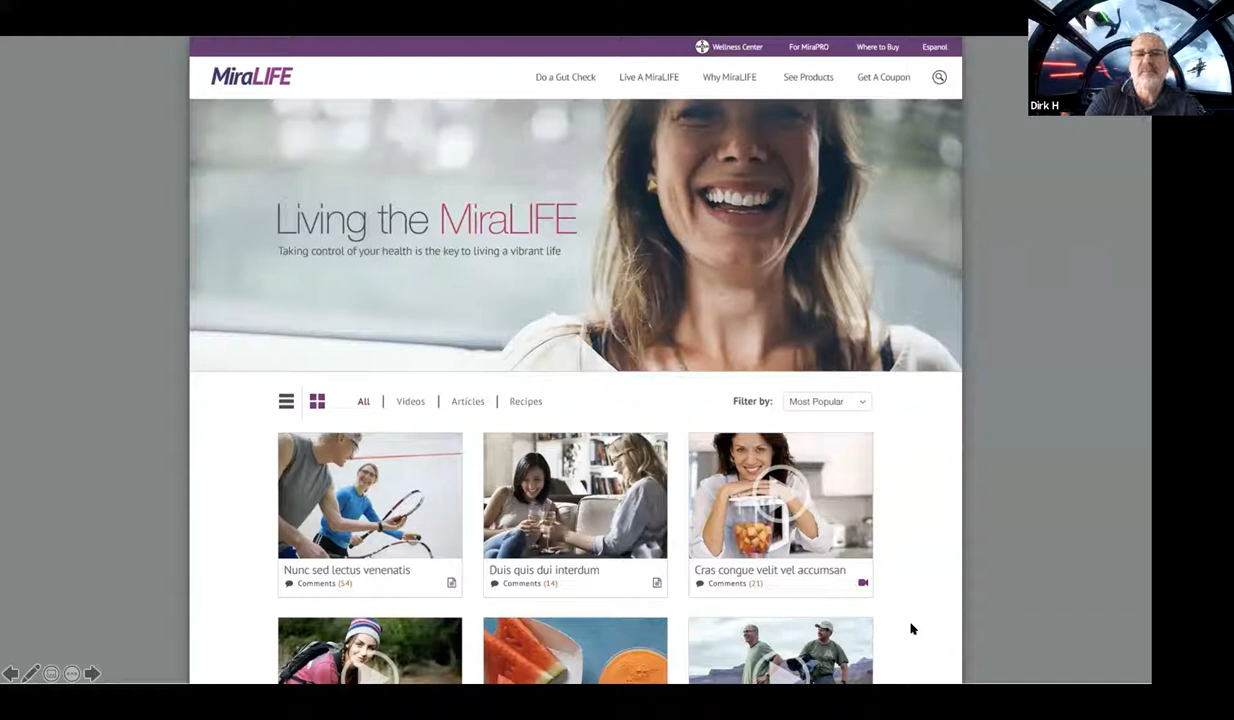 Wellness Center For MiraPRO Where to Buy Espanol
MiraLIFE Do a Gut Check Live A MiraLIFE Why MiraLIFE See Products Get A Coupon
Dirk H
Living the MiraLIFE
Taking control of your health is the key to living a vibrant life
All | Videos | Articles | Recipes Filter by: Most Popular
Nunc sed lectus venenatis
Comments (54)
Duis quis dui interdum
Comments (14)
Cras congue velit vel accumsan
Comments (21)